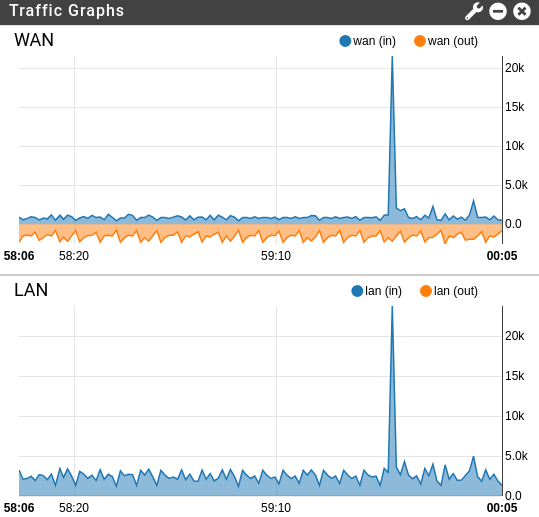 Traffic Graphs
WAN
wan (in) wan (out)
20k
15k
10k
5.0k
0.0
58:06 58:20 59:10 00:05
LAN
lan (in) lan (out)
20k
15k
10k
5.0k
0.0
58:06 58:20 59:10 00:05